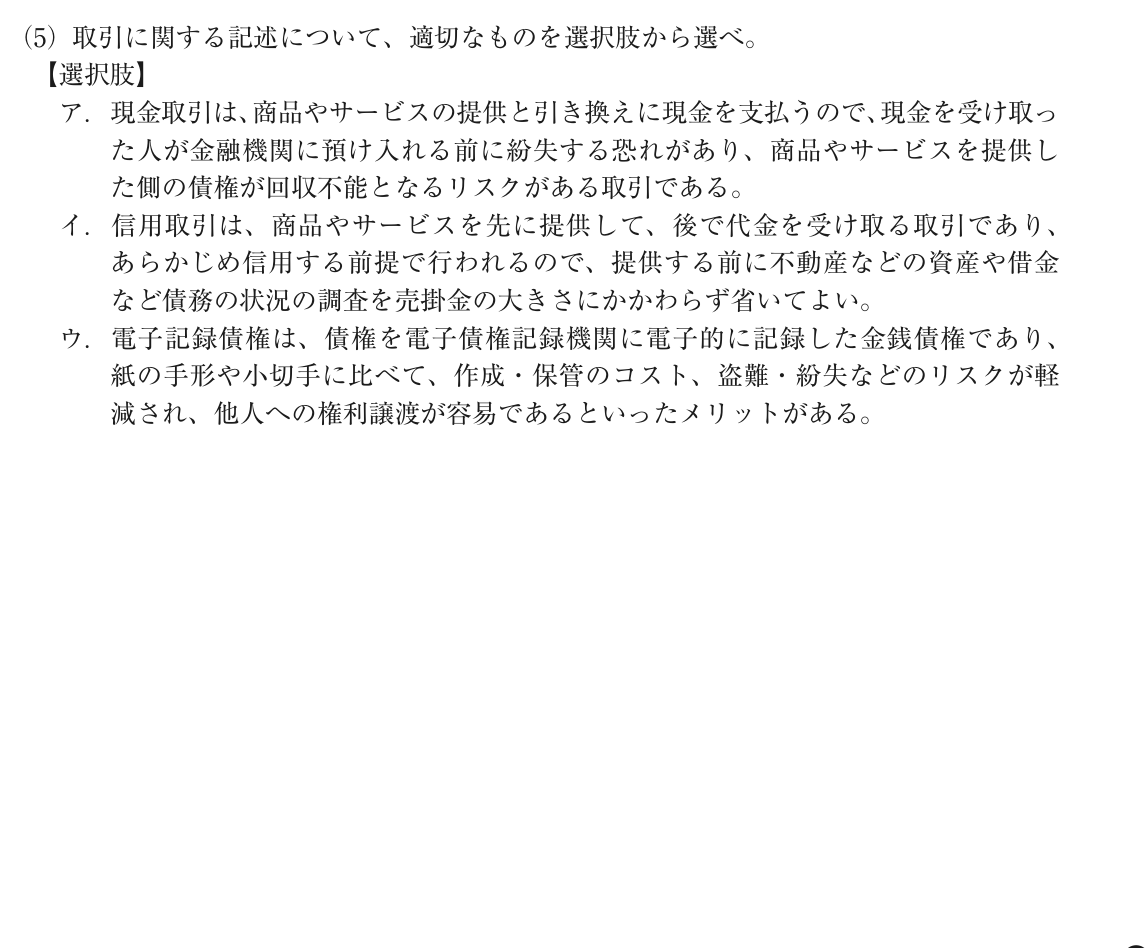 (5) 取引に関する記述について、適切なものを選択肢から選べ。
【選択肢】
ア．現金取引は、商品やサービスの提供と引き換えに現金を支払うので、現金を受け取っ
た人が金融機関に預け入れる前に紛失する恐れがあり、商品やサービスを提供し
た側の債権が回収不能となるリスクがある取引である。
イ．信用取引は、商品やサービスを先に提供して、後で代金を受け取る取引であり、
あらかじめ信用する前提で行われるので、提供する前に不動産などの資産や借金
など債務の状況の調査を売掛金の大きさにかかわらず省いてよい。
ウ．電子記録債権は、債権を電子債権記録機関に電子的に記録した金銭債権であり、
紙の手形や小切手に比べて、作成・保管のコスト、盗難・紛失などのリスクが軽
減され、他人への権利譲渡が容易であるといったメリットがある。